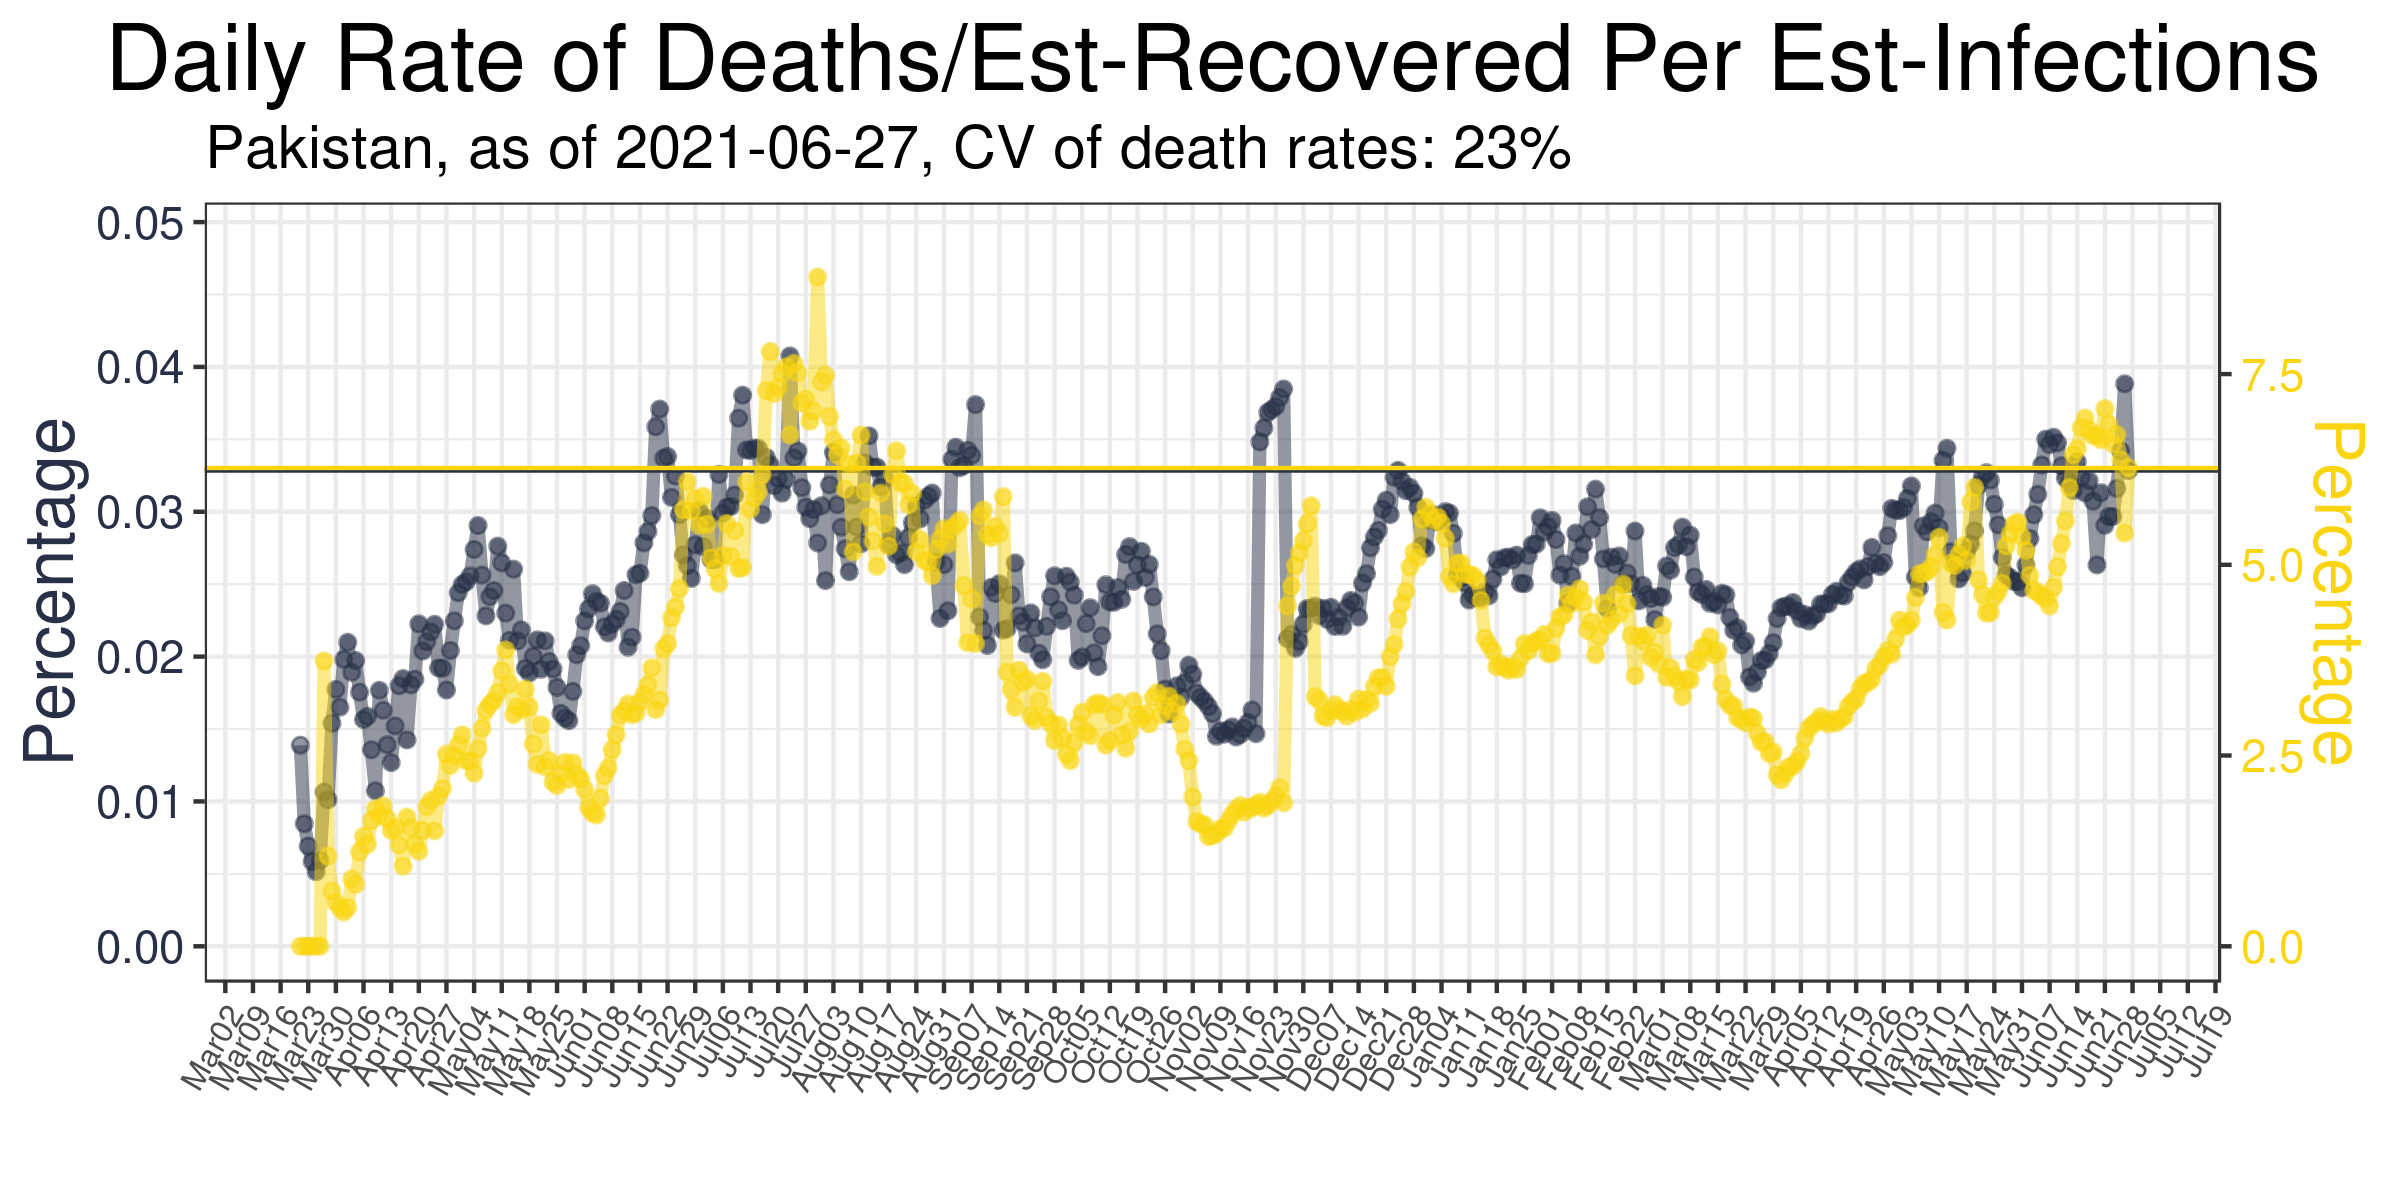 Daily Rate of Deaths/Est-Recovered Per Est-Infections
Pakistan, as of 2021-06-27, CV of death rates: 23%
Percentage
0.05
0.04
0.03
0.02
0.01
0.00
7.5
5.0
2.5
0.0
Percentage
Mar02
Mar09
Mar16
Mar23
Mar30
Apr06
Apr13
Apr20
Apr27
May04
May11
May18
May25
Jun01
Jun08
Jun15
Jun22
Jun29
Jul06
Jul13
Jul20
Jul27
Aug03
Aug10
Aug17
Aug24
Aug31
Sep07
Sep14
Sep21
Sep28
Oct05
Oct12
Oct19
Oct26
Nov02
Nov09
Nov16
Nov23
Nov30
Dec07
Dec14
Dec21
Dec28
Jan04
Jan11
Jan18
Jan25
Feb01
Feb08
Feb15
Feb22
Mar01
Mar08
Mar15
Mar22
Mar29
Apr05
Apr12
Apr19
Apr26
May03
May10
May17
May24
May31
Jun07
Jun14
Jun21
Jun28
Jul05
Jul12
Jul19